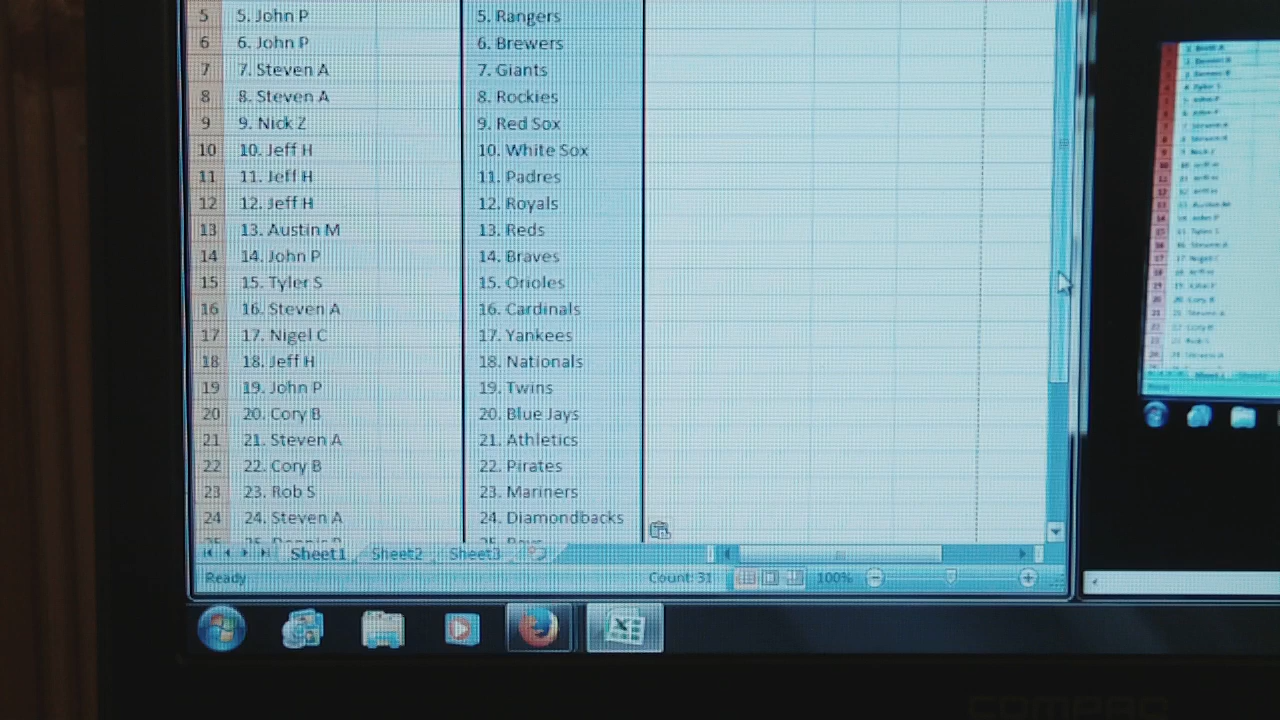 5 5. John P 5. Rangers
6 6. John P 6. Brewers
7 7. Steven A 7. Giants
8 8. Steven A 8. Rockies
9 9. Nick Z 9. Red Sox
10 10. Jeff H 10. White Sox
11 11. Jeff H 11. Padres
12 12. Jeff H 12. Royals
13 13. Austin M 13. Reds
14 14. John P 14. Braves
15 15. Tyler S 15. Orioles
16 16. Steven A 16. Cardinals
17 17. Nigel C 17. Yankees
18 18. Jeff H 18. Nationals
19 19. John P 19. Twins
20 20. Cory B 20. Blue Jays
21 21. Steven A 21. Athletics
22 22. Cory B 22. Pirates
23 23. Rob S 23. Mariners
24 24. Steven A 24. Diamondbacks
Sheet1 Sheet2 Sheet3
Ready Count: 31 100%
COMPAQ